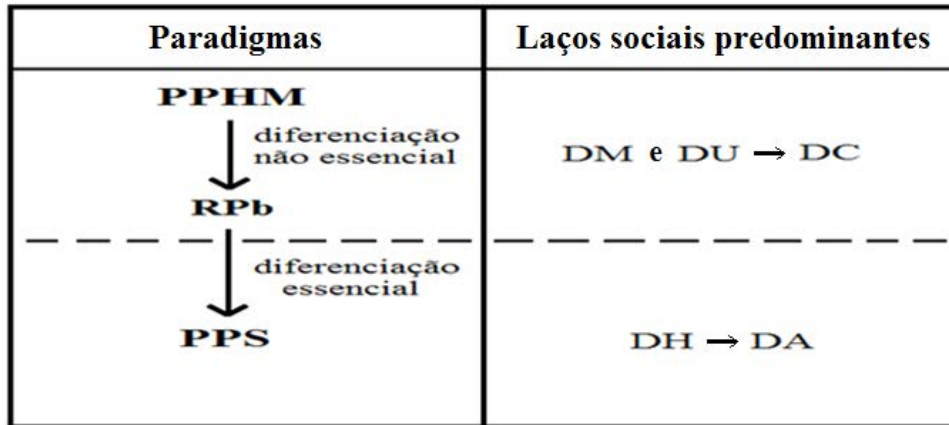 Paradigmas
Laços sociais predominantes
PPHM
diferenciação
não essencial
DM e DU → DC
RPb
diferenciação
essencial
PPS
DH → DA